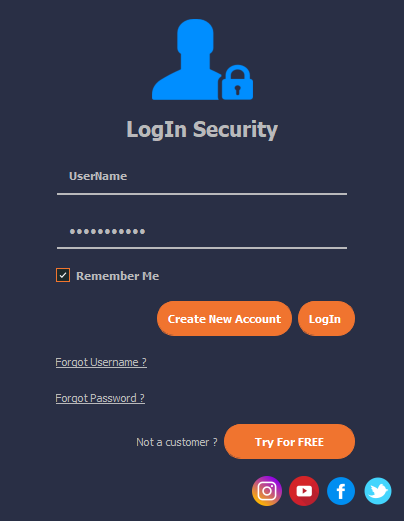 LogIn Security
UserName
•••••••••••
Remember Me
Create New Account LogIn
Forgot Username ?
Forgot Password ?
Not a customer ? Try For FREE